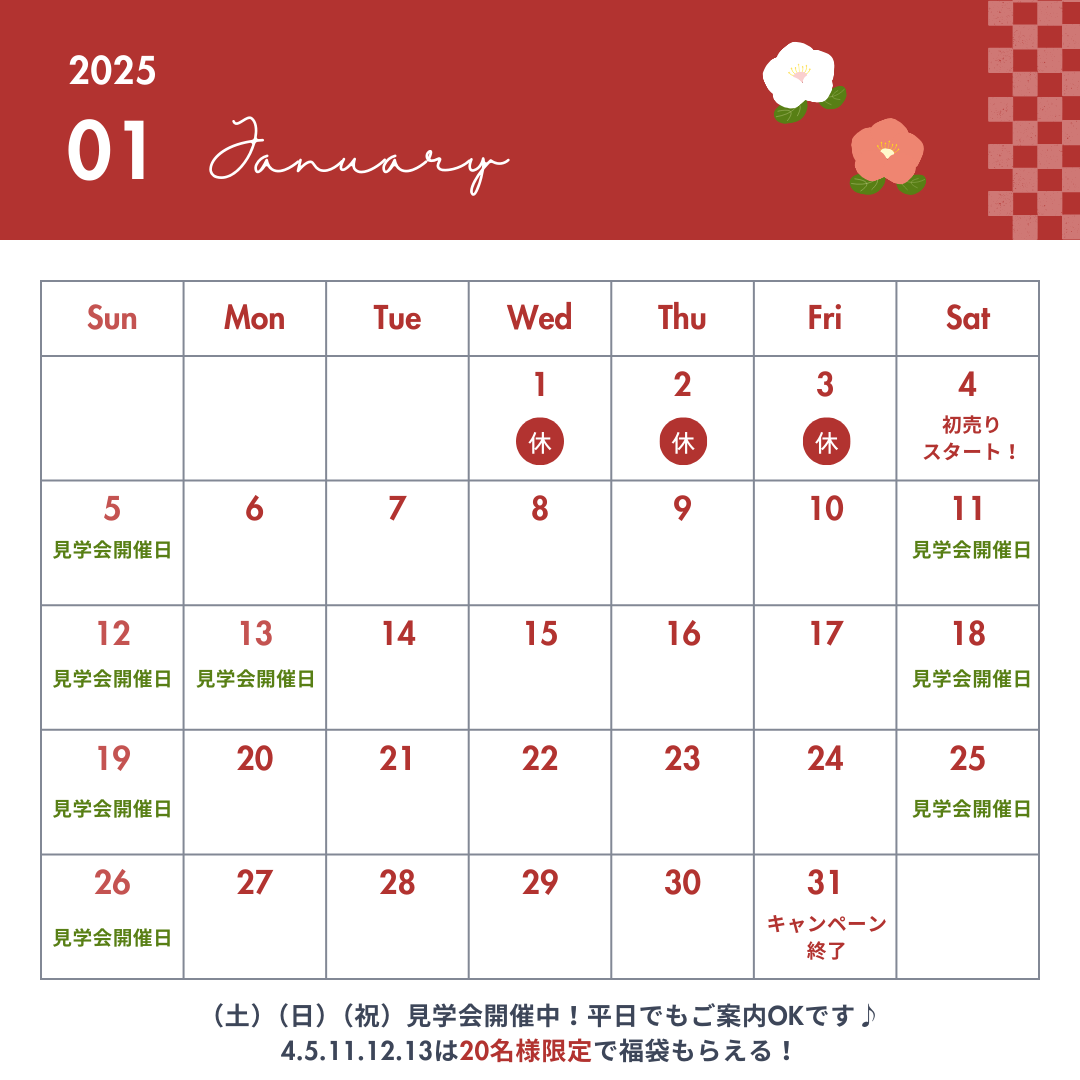 2025
01 January
Sun Mon Tue Wed Thu Fri Sat
1 2 3 4
休 休 休 初売り
スタート！
5 6 7 8 9 10 11
見学会開催日 見学会開催日
12 13 14 15 16 17 18
見学会開催日 見学会開催日 見学会開催日
19 20 21 22 23 24 25
見学会開催日 見学会開催日
26 27 28 29 30 31
見学会開催日 キャンペーン
終了
（土）（日）（祝）見学会開催中！平日でもご案内OKです♪
4.5.11.12.13は20名様限定で福袋もらえる！